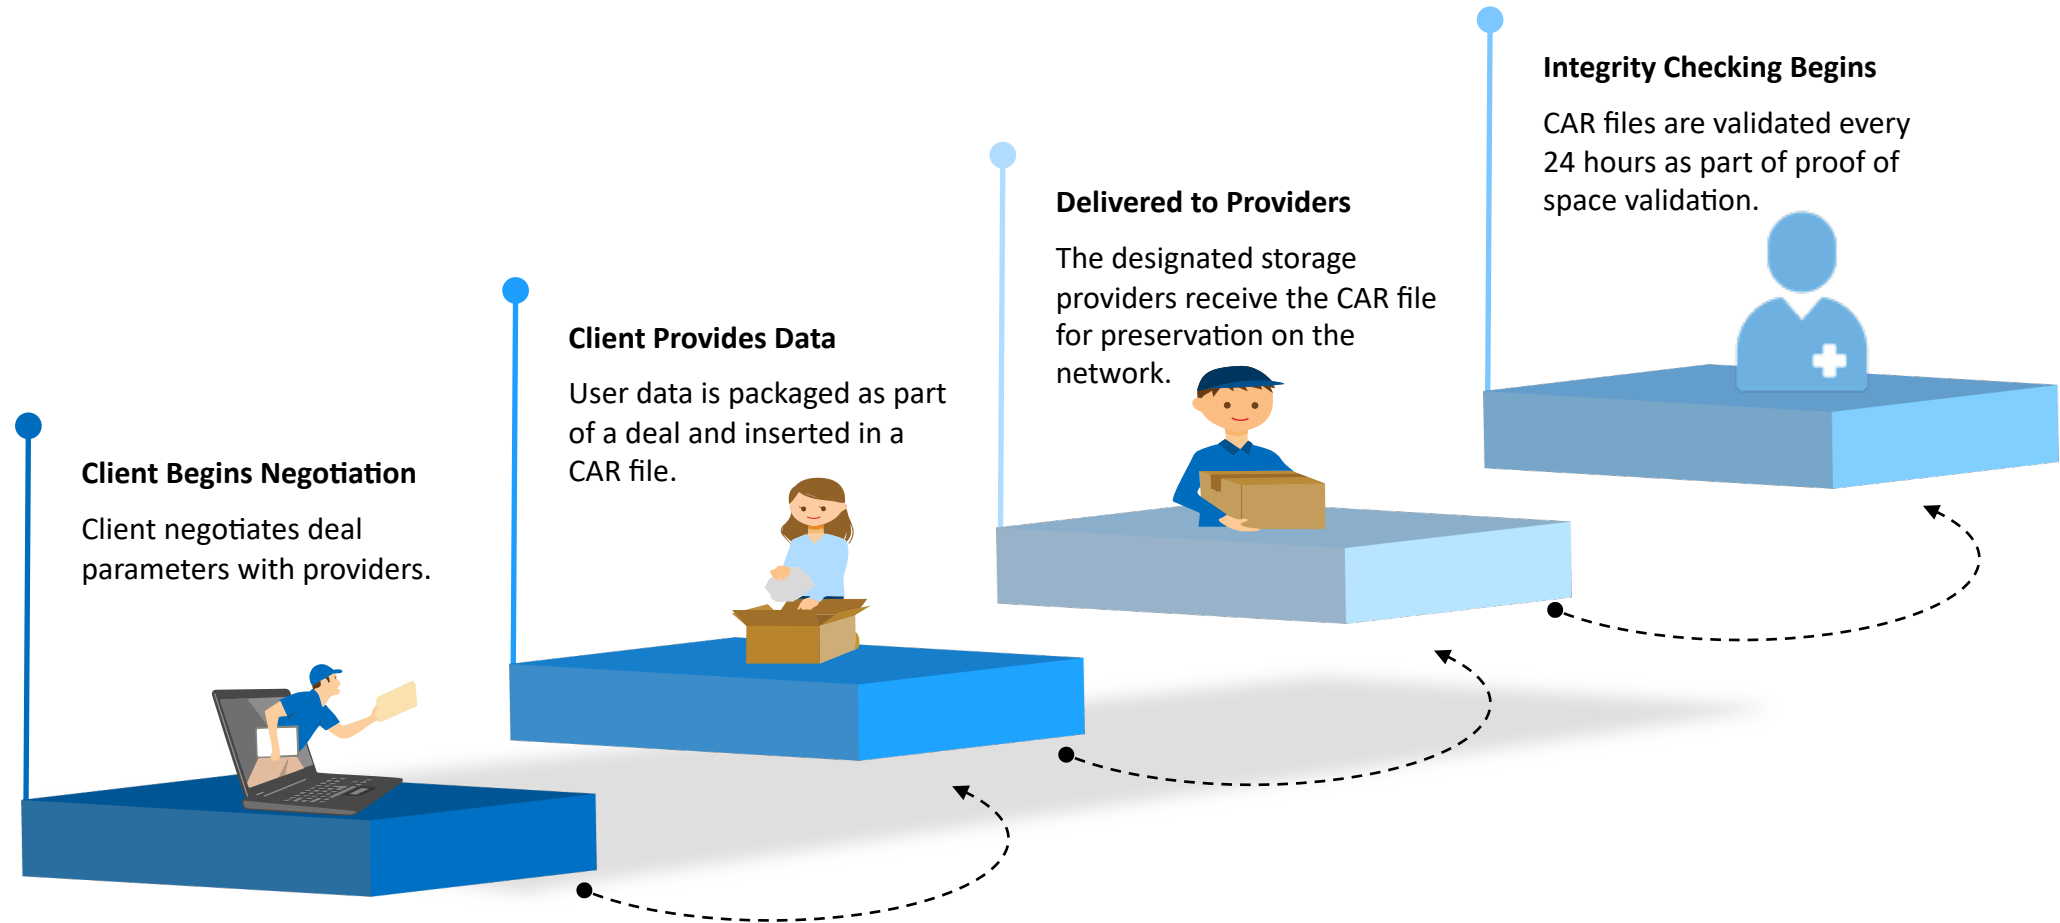 Client Begins Negotiation
Client negotiates deal
parameters with providers.
Client Provides Data
User data is packaged as part
of a deal and inserted in a
CAR file.
Delivered to Providers
The designated storage
providers receive the CAR file
for preservation on the
network.
Integrity Checking Begins
CAR files are validated every
24 hours as part of proof of
space validation.